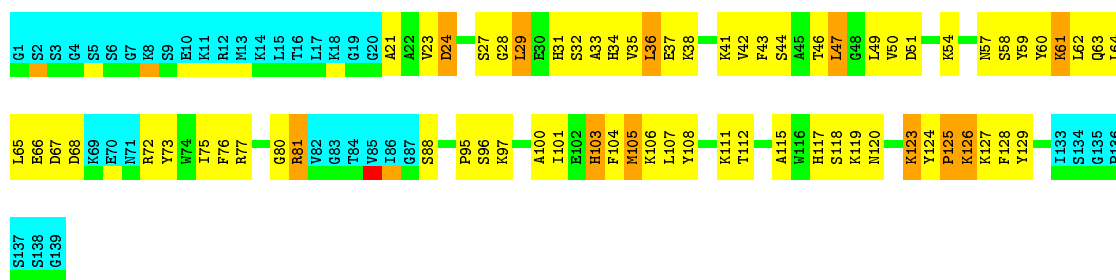 G1 S2 S3 G4 S5 S6 G7 K8 S9 E10 K11 R12 M13 K14 L15 T16 L17 K18 G19 G20 A21 A22 V23 D24 S27 G28 L29 E30 H31 S32 A33 H34 V35 L36 E37 K38 K41 V42 F43 S44 A45 T46 L47 G48 L49 V50 D51 K54 N57 S58 Y59 Y60 K61 L62 Q63 L64
L65 E66 D67 D68 K69 E70 N71 R72 Y73 W74 I75 F76 R77 G80 R81 V82 G83 T84 V85 I86 G87 S88 P95 S96 K97 A100 I101 E102 H103 F104 M105 K106 L107 Y108 K111 T112 A115 W116 H117 S118 K119 N120 K123 Y124 P125 K126 K127 F128 Y129 I133 S134 G135 P136
S137 S138 G139